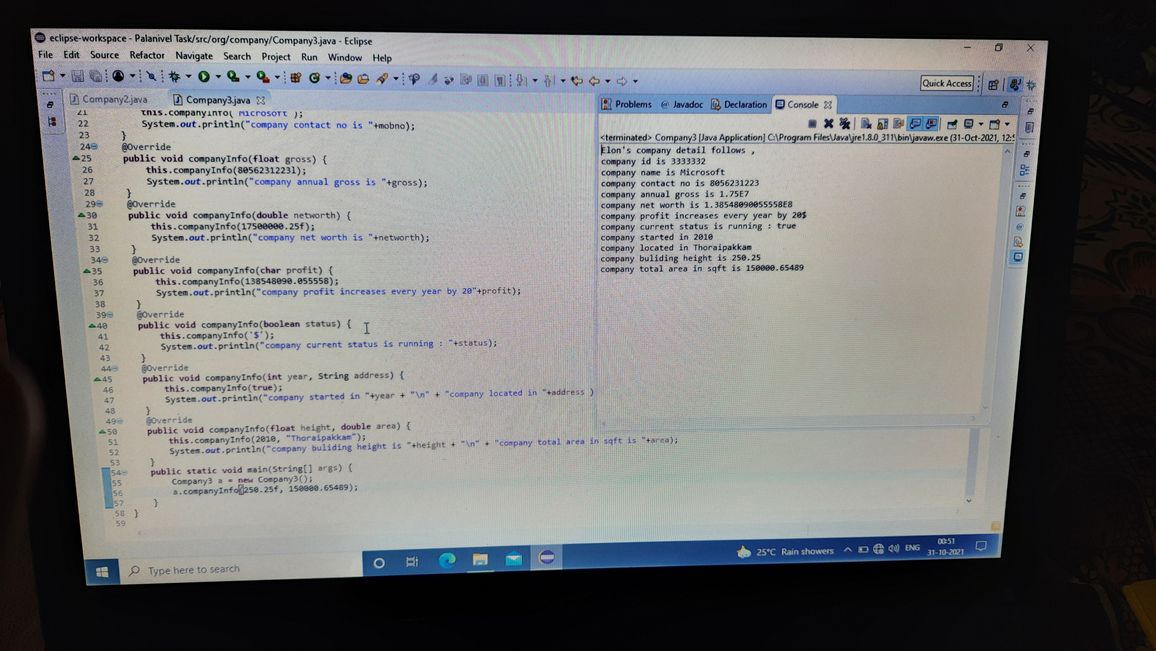 eclipse-workspace - Palanivel Task/src/org/company/Company3.java - Eclipse
File Edit Source Refactor Navigate Search Project Run Window Help
Quick Access
Company2.java Company3.java
21 this.companyInfo("Microsoft");
22 System.out.println("company contact no is "+mobno);
23 }
24 @Override
25 public void companyInfo(float gross) {
26 this.companyInfo(8056231223l);
27 System.out.println("company annual gross is "+gross);
28 }
29 @Override
30 public void companyInfo(double networth) {
31 this.companyInfo(17500000.25f);
32 System.out.println("company net worth is "+networth);
33 }
34 @Override
35 public void companyInfo(char profit) {
36 this.companyInfo(138548090.055558);
37 System.out.println("company profit increases every year by 20"+profit);
38 }
39 @Override
40 public void companyInfo(boolean status) {
41 this.companyInfo('$');
42 System.out.println("company current status is running : "+status);
43 }
44 @Override
45 public void companyInfo(int year, String address) {
46 this.companyInfo(true);
47 System.out.println("company started in "+year + "\n" + "company located in "+address )
48 }
49 @Override
50 public void companyInfo(float height, double area) {
51 this.companyInfo(2010, "Thoraipakkam");
52 System.out.println("company buliding height is "+height + "\n" + "company total area in sqft is "+area);
53 }
54 public static void main(String[] args) {
55 Company3 a = new Company3();
56 a.companyInfo(250.25f, 150000.65489);
57 }
58 }
59
Problems Javadoc Declaration Console
<terminated> Company3 [Java Application] C:\Program Files\Java\jre1.8.0_311\bin\javaw.exe (31-Oct-2021, 12:5
Elon's company detail follows ,
company id is 3333332
company name is Microsoft
company contact no is 8056231223
company annual gross is 1.75E7
company net worth is 1.38548090055558E8
company profit increases every year by 20$
company current status is running : true
company started in 2010
company located in Thoraipakkam
company buliding height is 250.25
company total area in sqft is 150000.65489
Type here to search
25°C Rain showers
ENG
00:51
31-10-2021